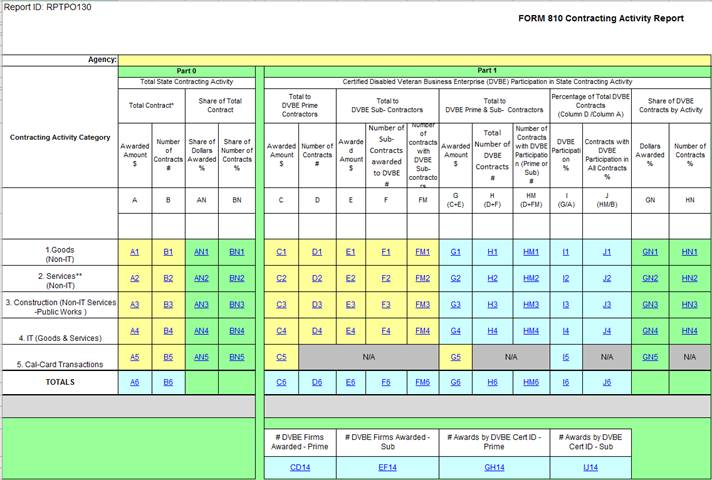 Report ID: RPTPO130
FORM 810 Contracting Activity Report
Agency:
Part 0 Part 1
Contracting Activity Category
Total State Contracting Activity Certified Disabled Veteran Business Enterprise (DVBE) Participation in State Contracting Activity
Total Contract* Share of Total Contract Total to DVBE Prime Contractors Total to DVBE Sub- Contractors Total to DVBE Prime & Sub- Contractors Percentage of Total DVBE Contracts (Column D /Column A) Share of DVBE Contracts by Activity
Awarded Amount $
Number of Contracts #
Share of Dollars Awarded %
Share of Number of Contracts %
Awarded Amount $
Number of Contracts #
Awarde d Amount $
Number of Sub- Contracts awarded to DVBE #
Number of contracts with DVBE Sub- contractors
Awarded Amount $
Total Number of DVBE Contracts #
Number of Contracts with DVBE Participatio n (Prime or Sub) #
DVBE Participati on %
Contracts with DVBE Participation in All Contracts %
Dollars Awarded %
Number of Contracts %
A B AN BN C D E F FM G (C+E) H (D+F) HM (D+FM) I (G/A) J (HM/B) GN HN
1.Goods (Non-IT) A1 B1 AN1 BN1 C1 D1 E1 F1 FM1 G1 H1 HM1 I1 J1 GN1 HN1
2. Services** (Non-IT) A2 B2 AN2 BN2 C2 D2 E2 F2 FM2 G2 H2 HM2 I2 J2 GN2 HN2
3. Construction (Non-IT Services -Public Works ) A3 B3 AN3 BN3 C3 D3 E3 F3 FM3 G3 H3 HM3 I3 J3 GN3 HN3
4. IT (Goods & Services) A4 B4 AN4 BN4 C4 D4 E4 F4 FM4 G4 H4 HM4 I4 J4 GN4 HN4
5. Cal-Card Transactions A5 B5 AN5 BN5 C5 N/A G5 N/A I5 N/A GN5 N/A
TOTALS A6 B6 C6 D6 E6 F6 FM6 G6 H6 HM6 I6 J6
# DVBE Firms Awarded - Prime # DVBE Firms Awarded - Sub # Awards by DVBE Cert ID - Prime # Awards by DVBE Cert ID - Sub
CD14 EF14 GH14 IJ14